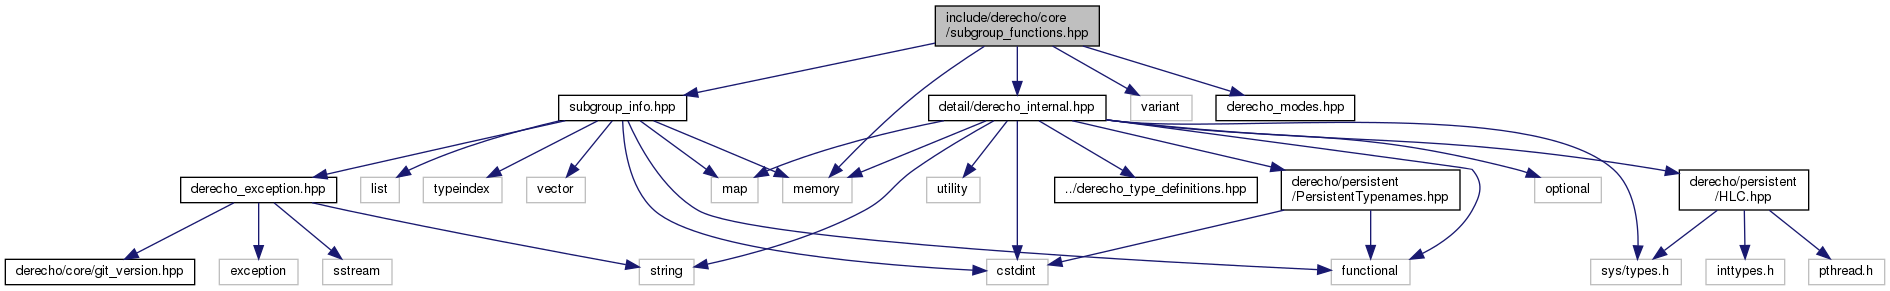 include/derecho/core
/subgroup_functions.hpp
subgroup_info.hpp
detail/derecho_internal.hpp
variant
derecho_modes.hpp
derecho_exception.hpp
list
typeindex
vector
map
memory
utility
../derecho_type_definitions.hpp
derecho/persistent
/PersistentTypenames.hpp
optional
derecho/persistent
/HLC.hpp
derecho/core/git_version.hpp
exception
sstream
string
cstdint
functional
sys/types.h
inttypes.h
pthread.h